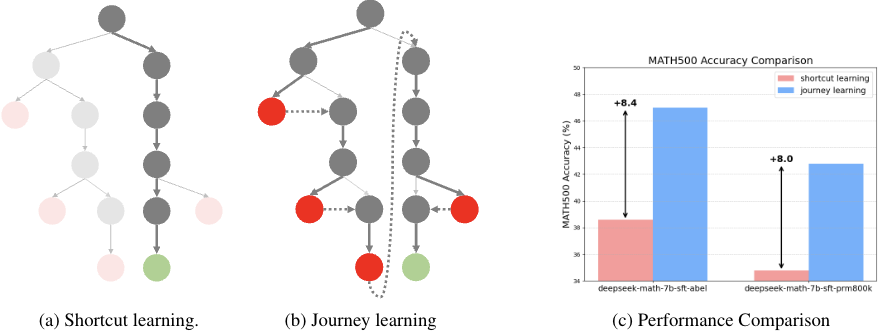 MATH500 Accuracy Comparison
50
48
46
44
42
40
38
36
34
MATH500 Accuracy (%)
shortcut learning
journey learning
+8.4
+8.0
deepseek-math-7b-sft-abel
deepseek-math-7b-sft-prm800k
(a) Shortcut learning.
(b) Journey learning
(c) Performance Comparison